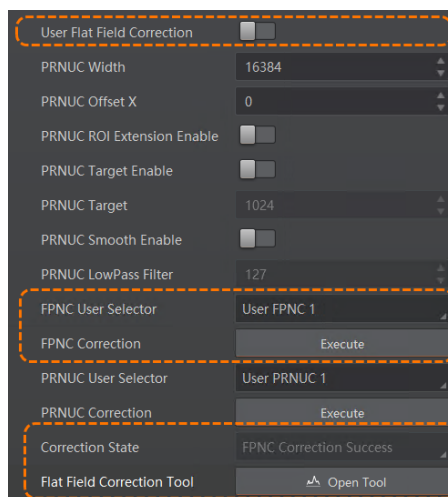 User Flat Field Correction
PRNUC Width 16384
PRNUC Offset X 0
PRNUC ROI Extension Enable
PRNUC Target Enable
PRNUC Target 1024
PRNUC Smooth Enable
PRNUC LowPass Filter 127
FPNC User Selector User FPNC 1
FPNC Correction Execute
PRNUC User Selector User PRNUC 1
PRNUC Correction Execute
Correction State FPNC Correction Success
Flat Field Correction Tool Open Tool